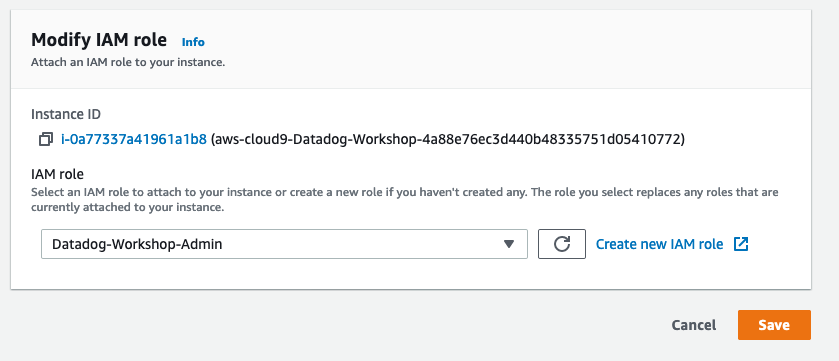 Modify IAM role Info
Attach an IAM role to your instance.
Instance ID
i-0a77337a41961a1b8 (aws-cloud9-Datadog-Workshop-4a88e76ec3d440b48335751d05410772)
IAM role
Select an IAM role to attach to your instance or create a new role if you haven't created any. The role you select replaces any roles that are
currently attached to your instance.
Datadog-Workshop-Admin
Create new IAM role
Cancel Save